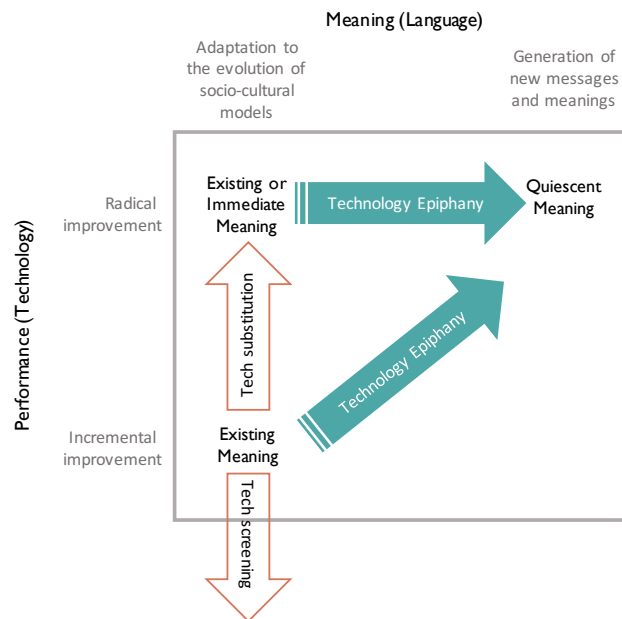 Meaning (Language)
Adaptation to
the evolution of
socio-cultural
models
Generation of
new messages
and meanings
Performance (Technology)
Radical
improvement
Existing or
Immediate
Meaning
Technology Epiphany
Quiescent
Meaning
Tech substitution
Technology Epiphany
Incremental
improvement
Existing
Meaning
Tech screening